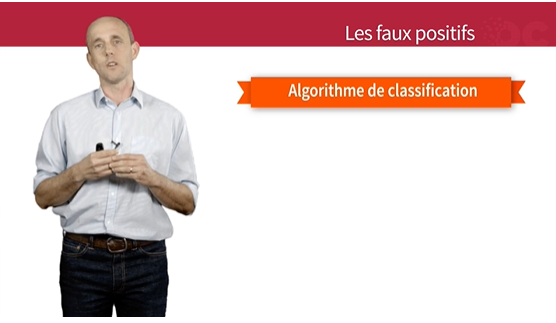 Les faux positifs
Algorithme de classification